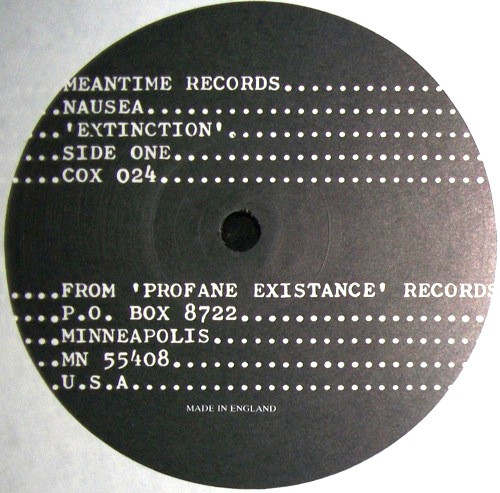 ....MEANTIME RECORDS....................
....NAUSEA..............................
....'EXTINCTION'........................
....SIDE ONE............................
....COX 024.............................
....FROM 'PROFANE EXISTANCE' RECORDS
....P.O. BOX 8722.......................
....MINNEAPOLIS.........................
....MN 55408............................
....U.S.A...............................
MADE IN ENGLAND